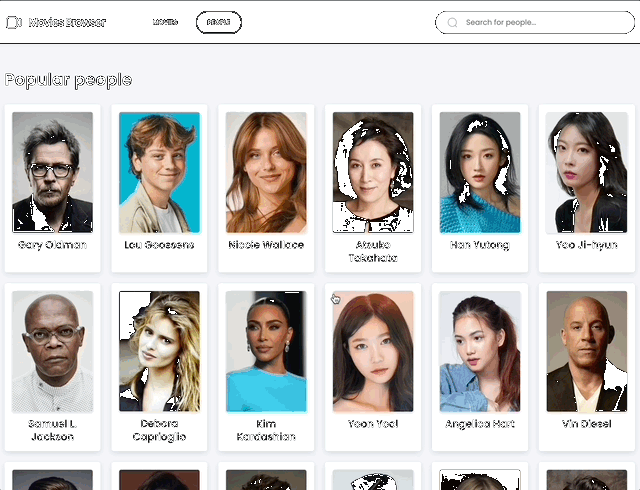 Movies Browser
MOVIES
PEOPLE
Search for people...
Popular people
Gary Oldman
Lou Goossens
Nicole Wallace
Atsuko
Takahata
Han Yutong
Yoo Ji-hyun
Samuel L.
Jackson
Debora
Caprioglio
Kim
Kardashian
Yoon Yool
Angelica Hart
Vin Diesel